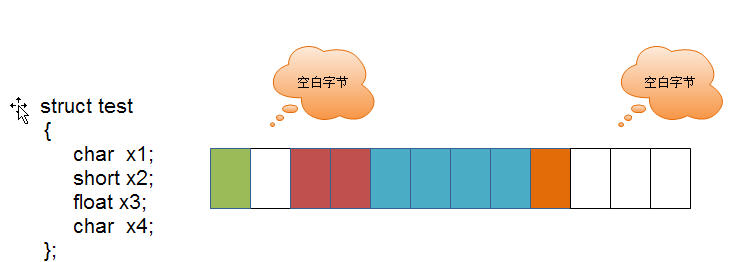 空白字节
空白字节
struct test
{
char x1;
short x2;
float x3;
char x4;
};